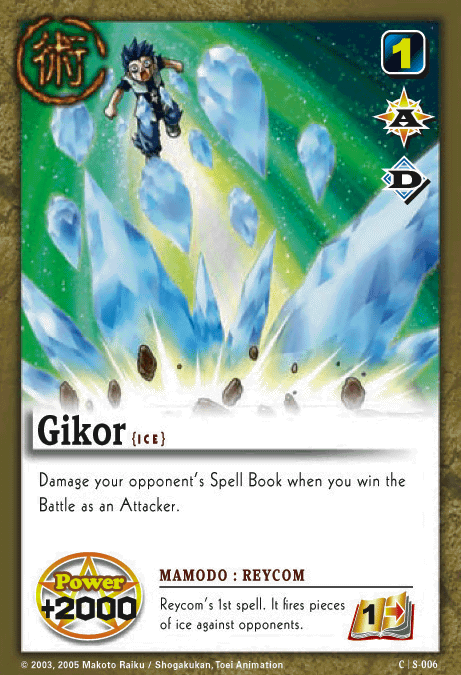 術
1
A
D
Gikor {ICE}
Damage your opponent's Spell Book when you win the
Battle as an Attacker.
Power
+2000
MAMODO : REYCOM
Reycom's 1st spell. It fires pieces
of ice against opponents.
1
© 2003, 2005 Makoto Raiku / Shogakukan, Toei Animation
C | S-006